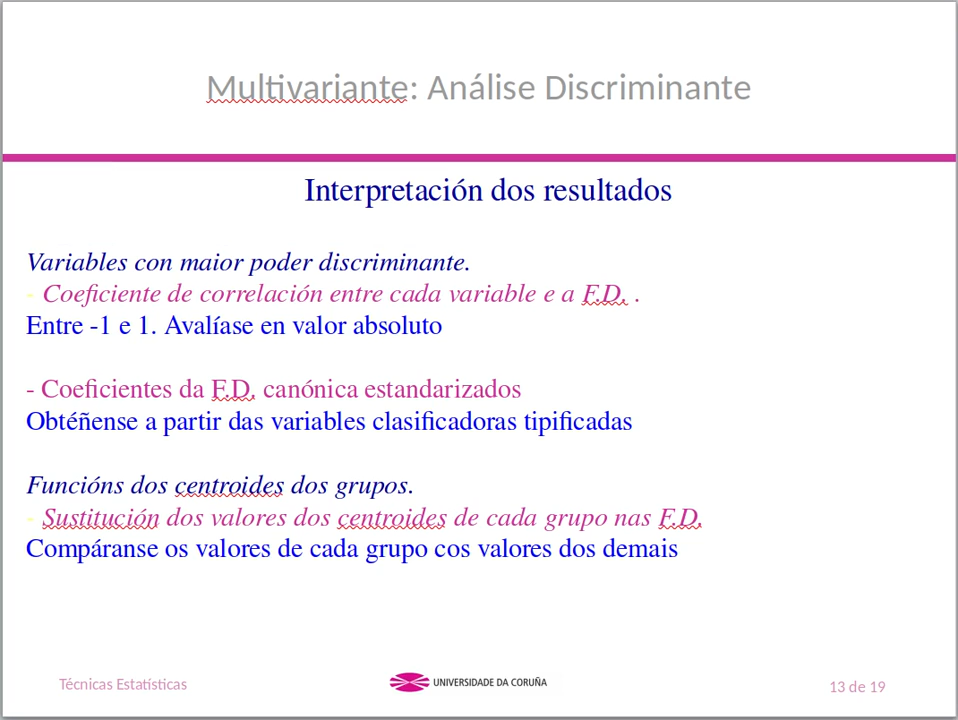 Multivariante: Análise Discriminante
Interpretación dos resultados
Variables con maior poder discriminante.
- Coeficiente de correlación entre cada variable e a F.D. .
Entre -1 e 1. Avalíase en valor absoluto
- Coeficientes da F.D. canónica estandarizados
Obtéñense a partir das variables clasificadoras tipificadas
Funcións dos centroides dos grupos.
- Sustitución dos valores dos centroides de cada grupo nas F.D.
Compáranse os valores de cada grupo cos valores dos demais
Técnicas Estatísticas
UNIVERSIDADE DA CORUÑA
13 de 19